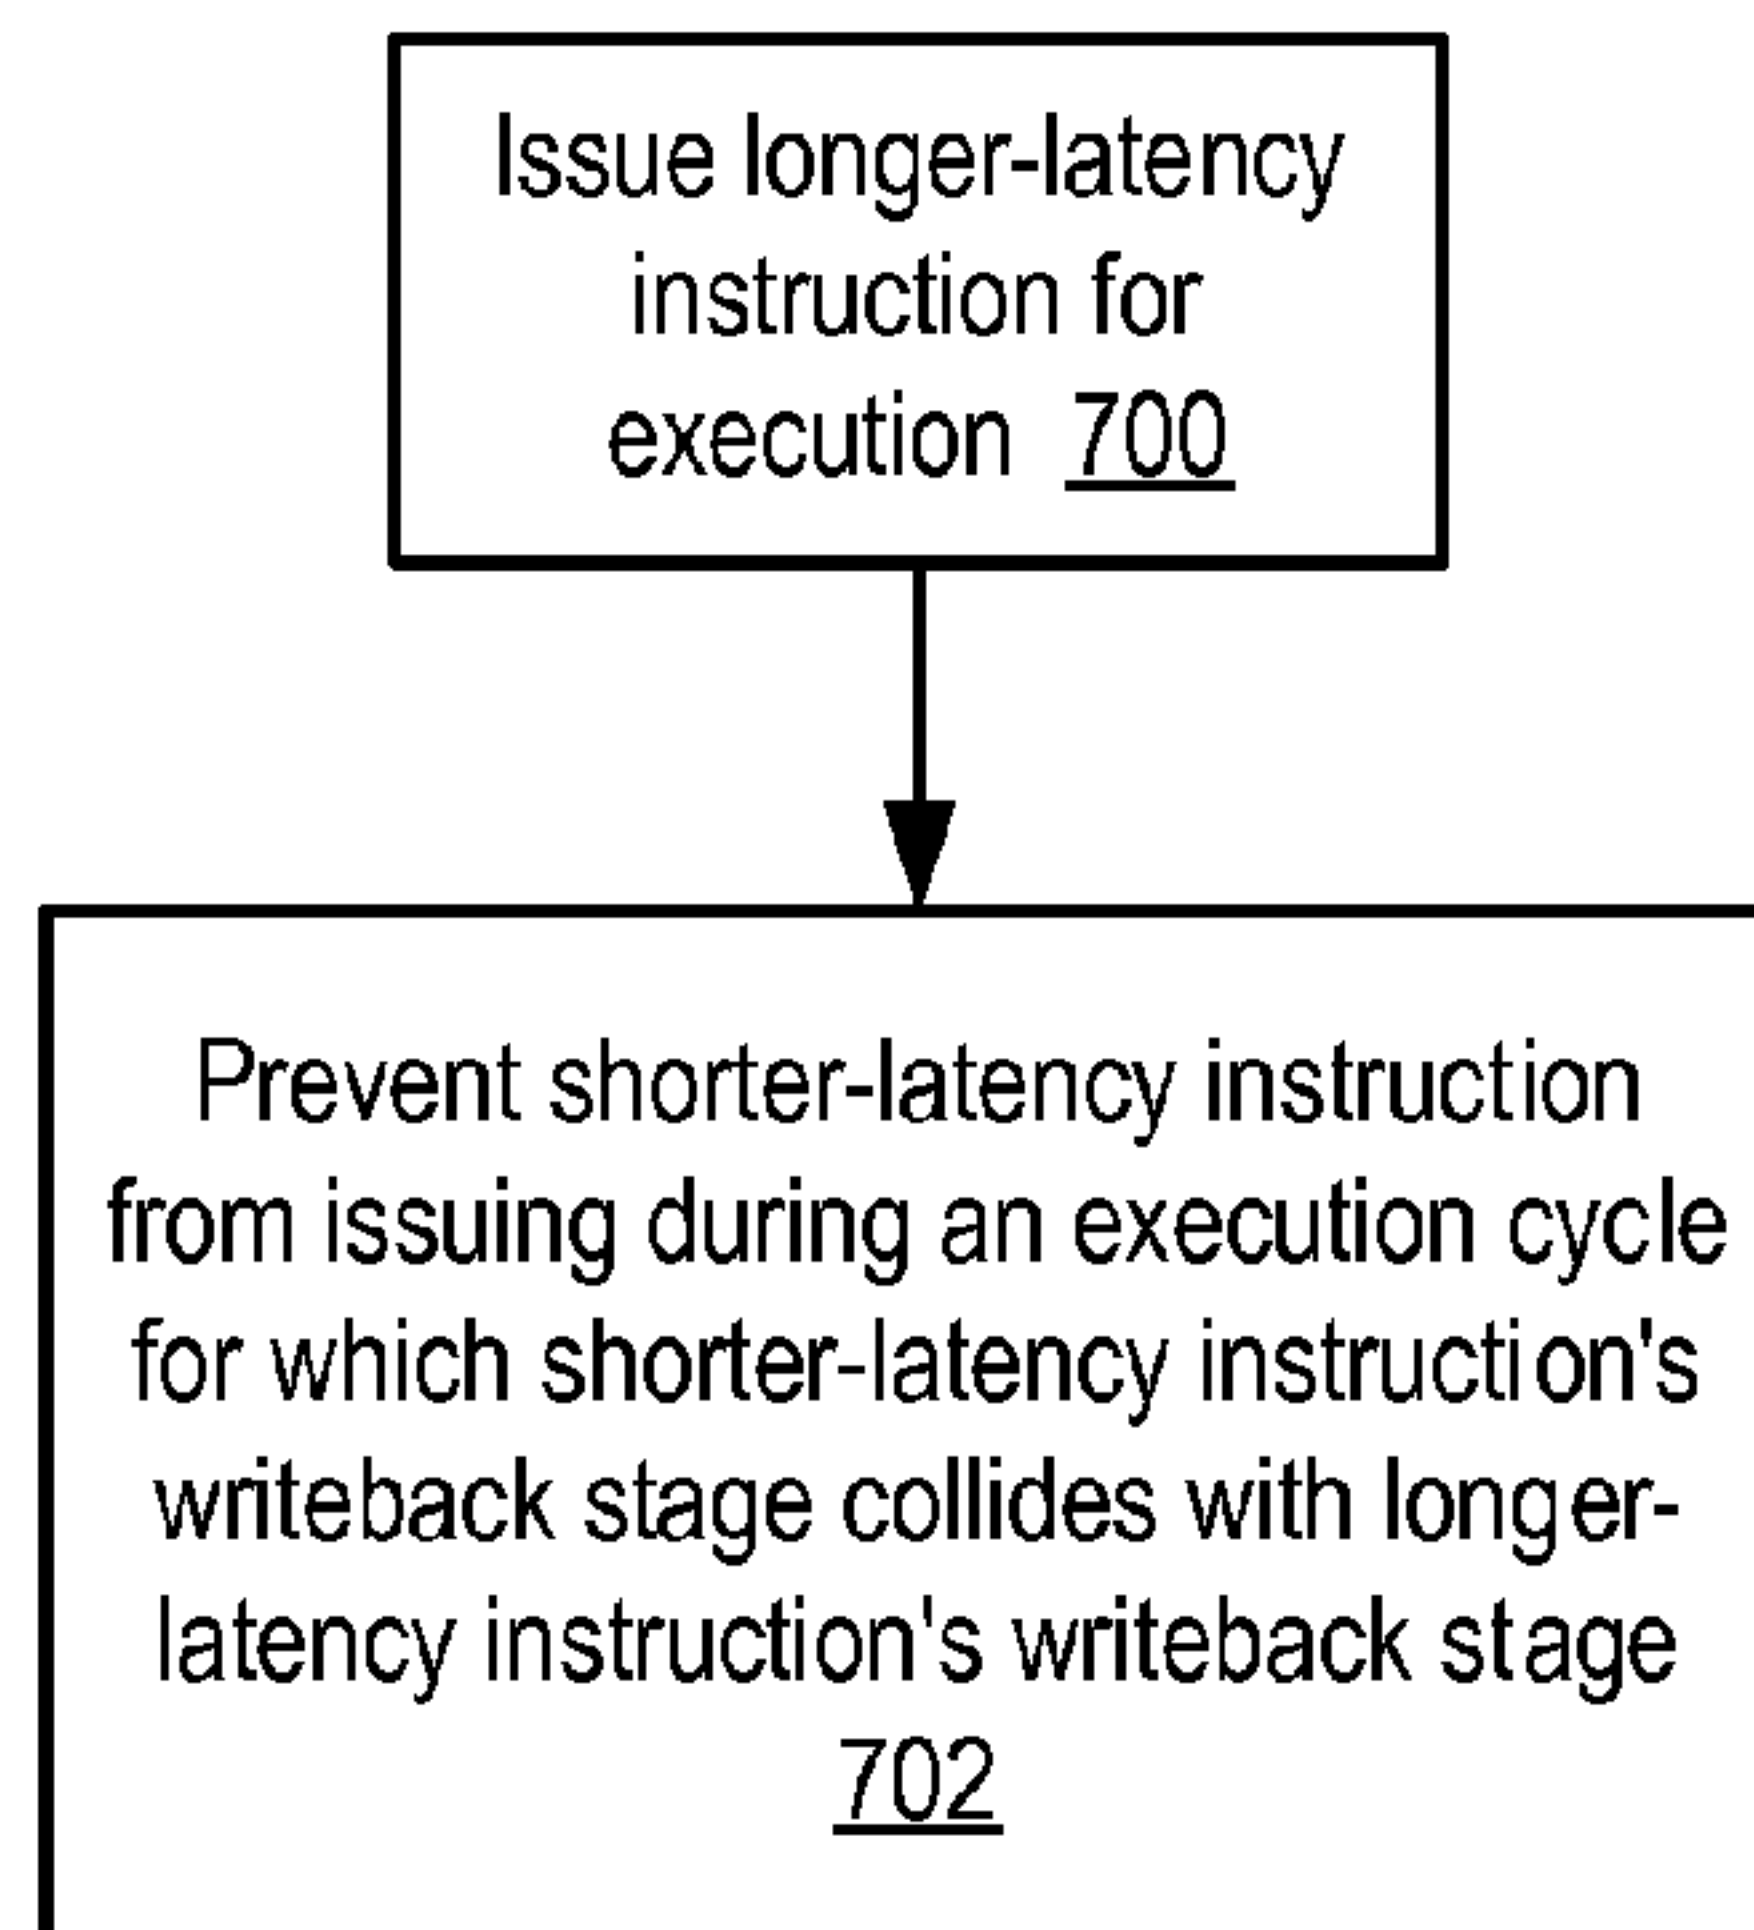 Issue longer-latency
instruction for
execution 700
Prevent shorter-latency instruction
from issuing during an execution cycle
for which shorter-latency instruction's
writeback stage collides with longer-
latency instruction's writeback stage
702